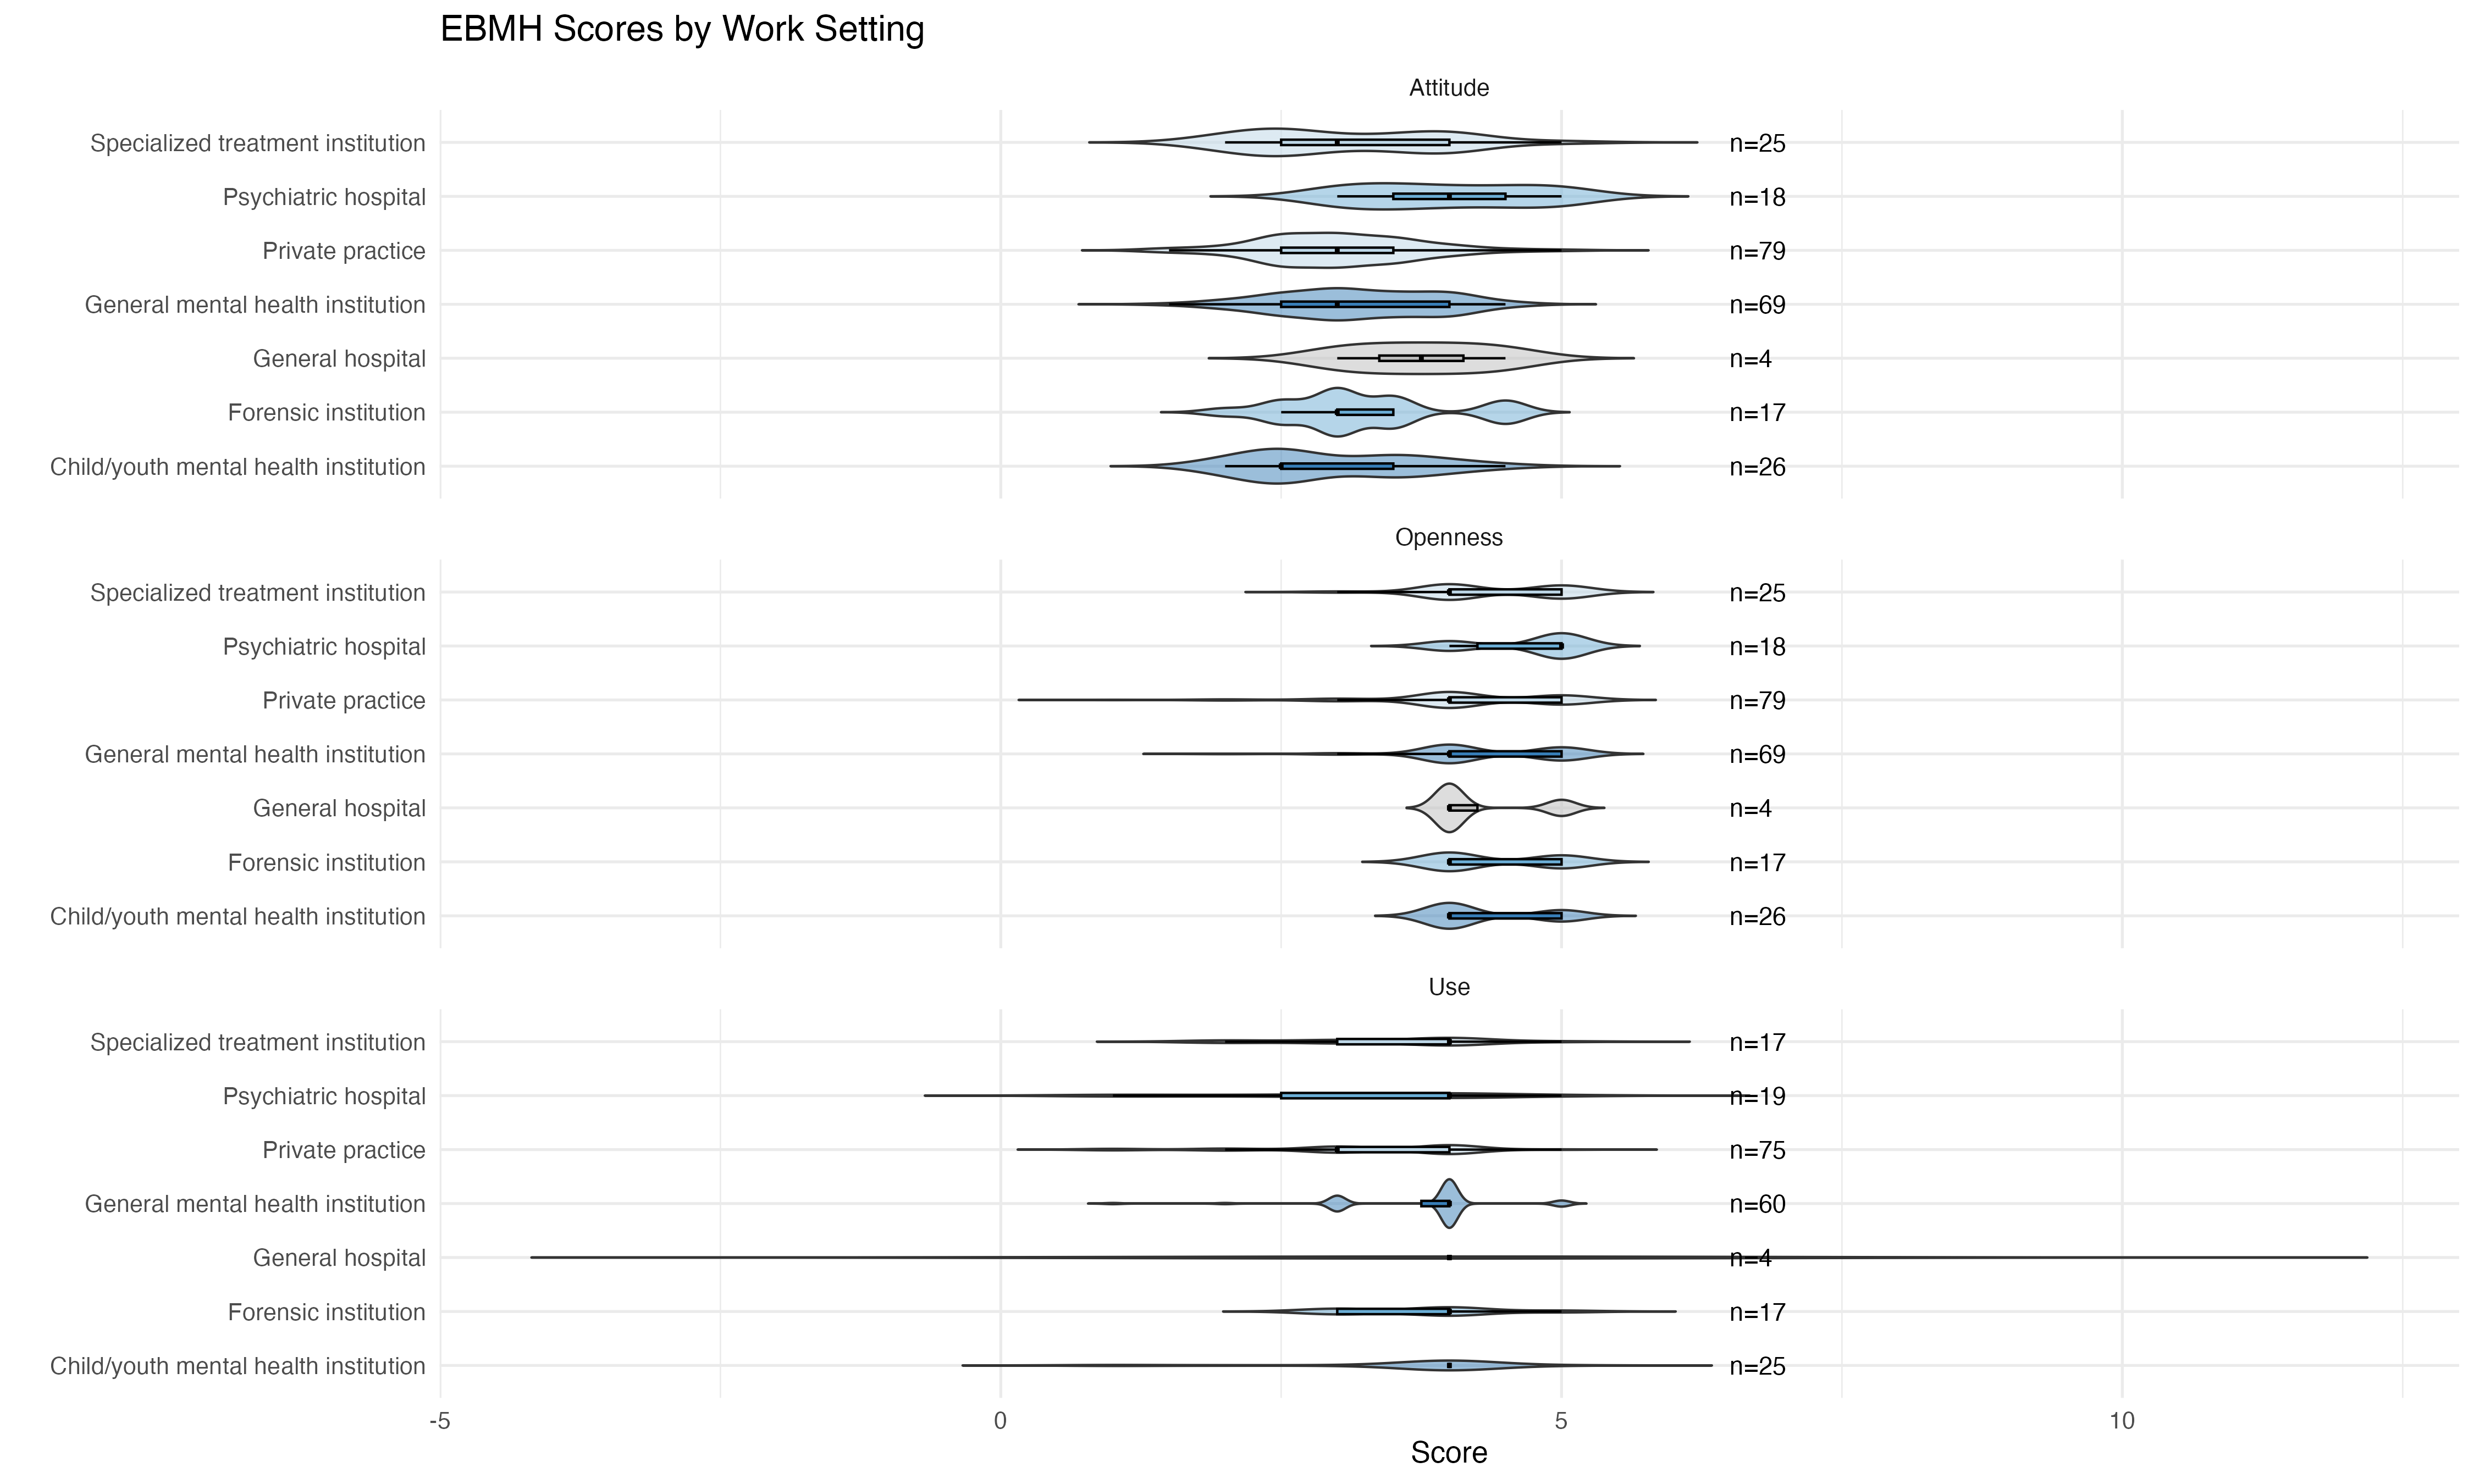 EBMH Scores by Work Setting
Attitude
Specialized treatment institution n=25
Psychiatric hospital n=18
Private practice n=79
General mental health institution n=69
General hospital n=4
Forensic institution n=17
Child/youth mental health institution n=26
Openness
Specialized treatment institution n=25
Psychiatric hospital n=18
Private practice n=79
General mental health institution n=69
General hospital n=4
Forensic institution n=17
Child/youth mental health institution n=26
Use
Specialized treatment institution n=17
Psychiatric hospital n=19
Private practice n=75
General mental health institution n=60
General hospital n=4
Forensic institution n=17
Child/youth mental health institution n=25
-5 0 5 10
Score